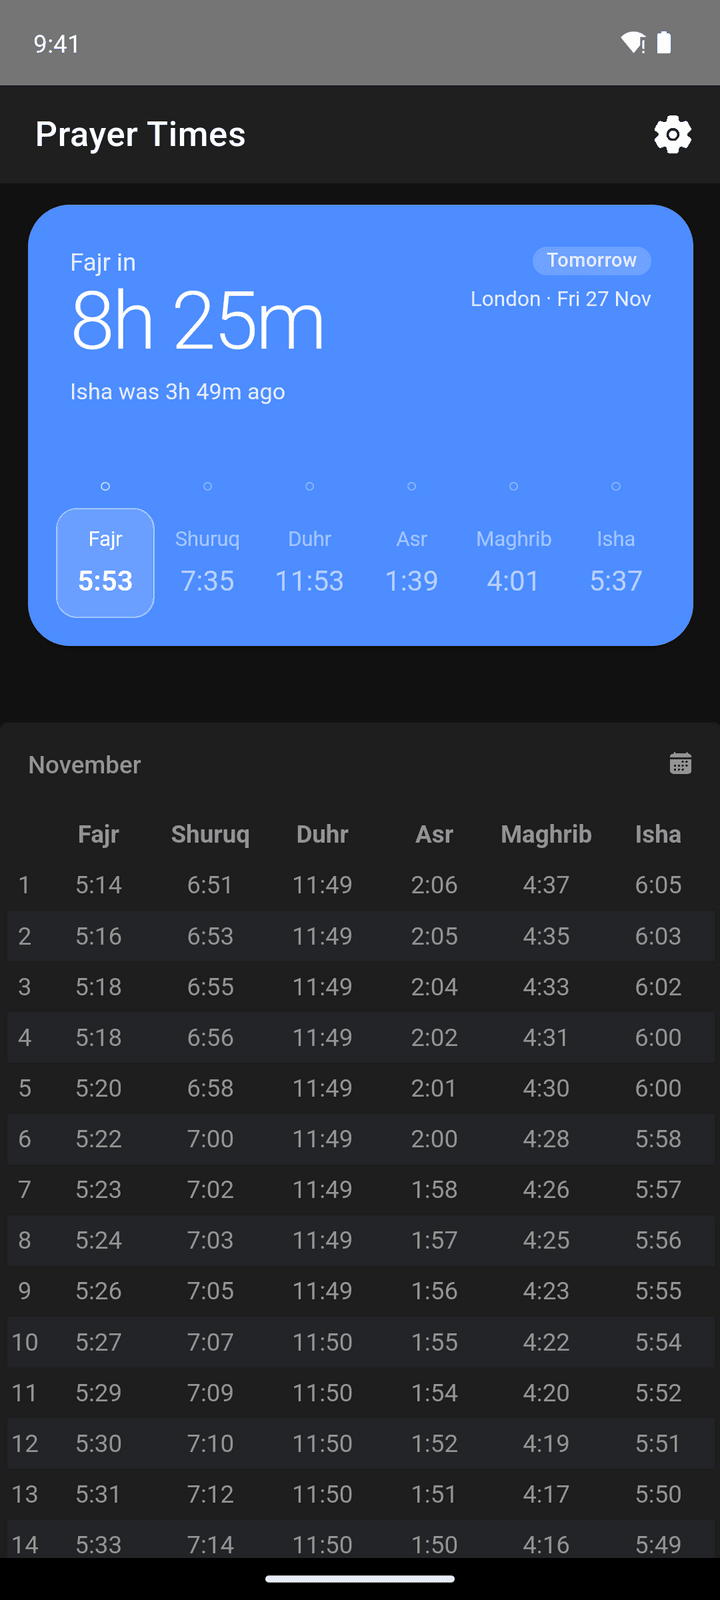 9:41
Prayer Times
Fajr in
8h 25m
Isha was 3h 49m ago
Tomorrow
London · Fri 27 Nov
Fajr Shuruq Duhr Asr Maghrib Isha
5:53 7:35 11:53 1:39 4:01 5:37
November
Fajr Shuruq Duhr Asr Maghrib Isha
1 5:14 6:51 11:49 2:06 4:37 6:05
2 5:16 6:53 11:49 2:05 4:35 6:03
3 5:18 6:55 11:49 2:04 4:33 6:02
4 5:18 6:56 11:49 2:02 4:31 6:00
5 5:20 6:58 11:49 2:01 4:30 6:00
6 5:22 7:00 11:49 2:00 4:28 5:58
7 5:23 7:02 11:49 1:58 4:26 5:57
8 5:24 7:03 11:49 1:57 4:25 5:56
9 5:26 7:05 11:49 1:56 4:23 5:55
10 5:27 7:07 11:50 1:55 4:22 5:54
11 5:29 7:09 11:50 1:54 4:20 5:52
12 5:30 7:10 11:50 1:52 4:19 5:51
13 5:31 7:12 11:50 1:51 4:17 5:50
14 5:33 7:14 11:50 1:50 4:16 5:49